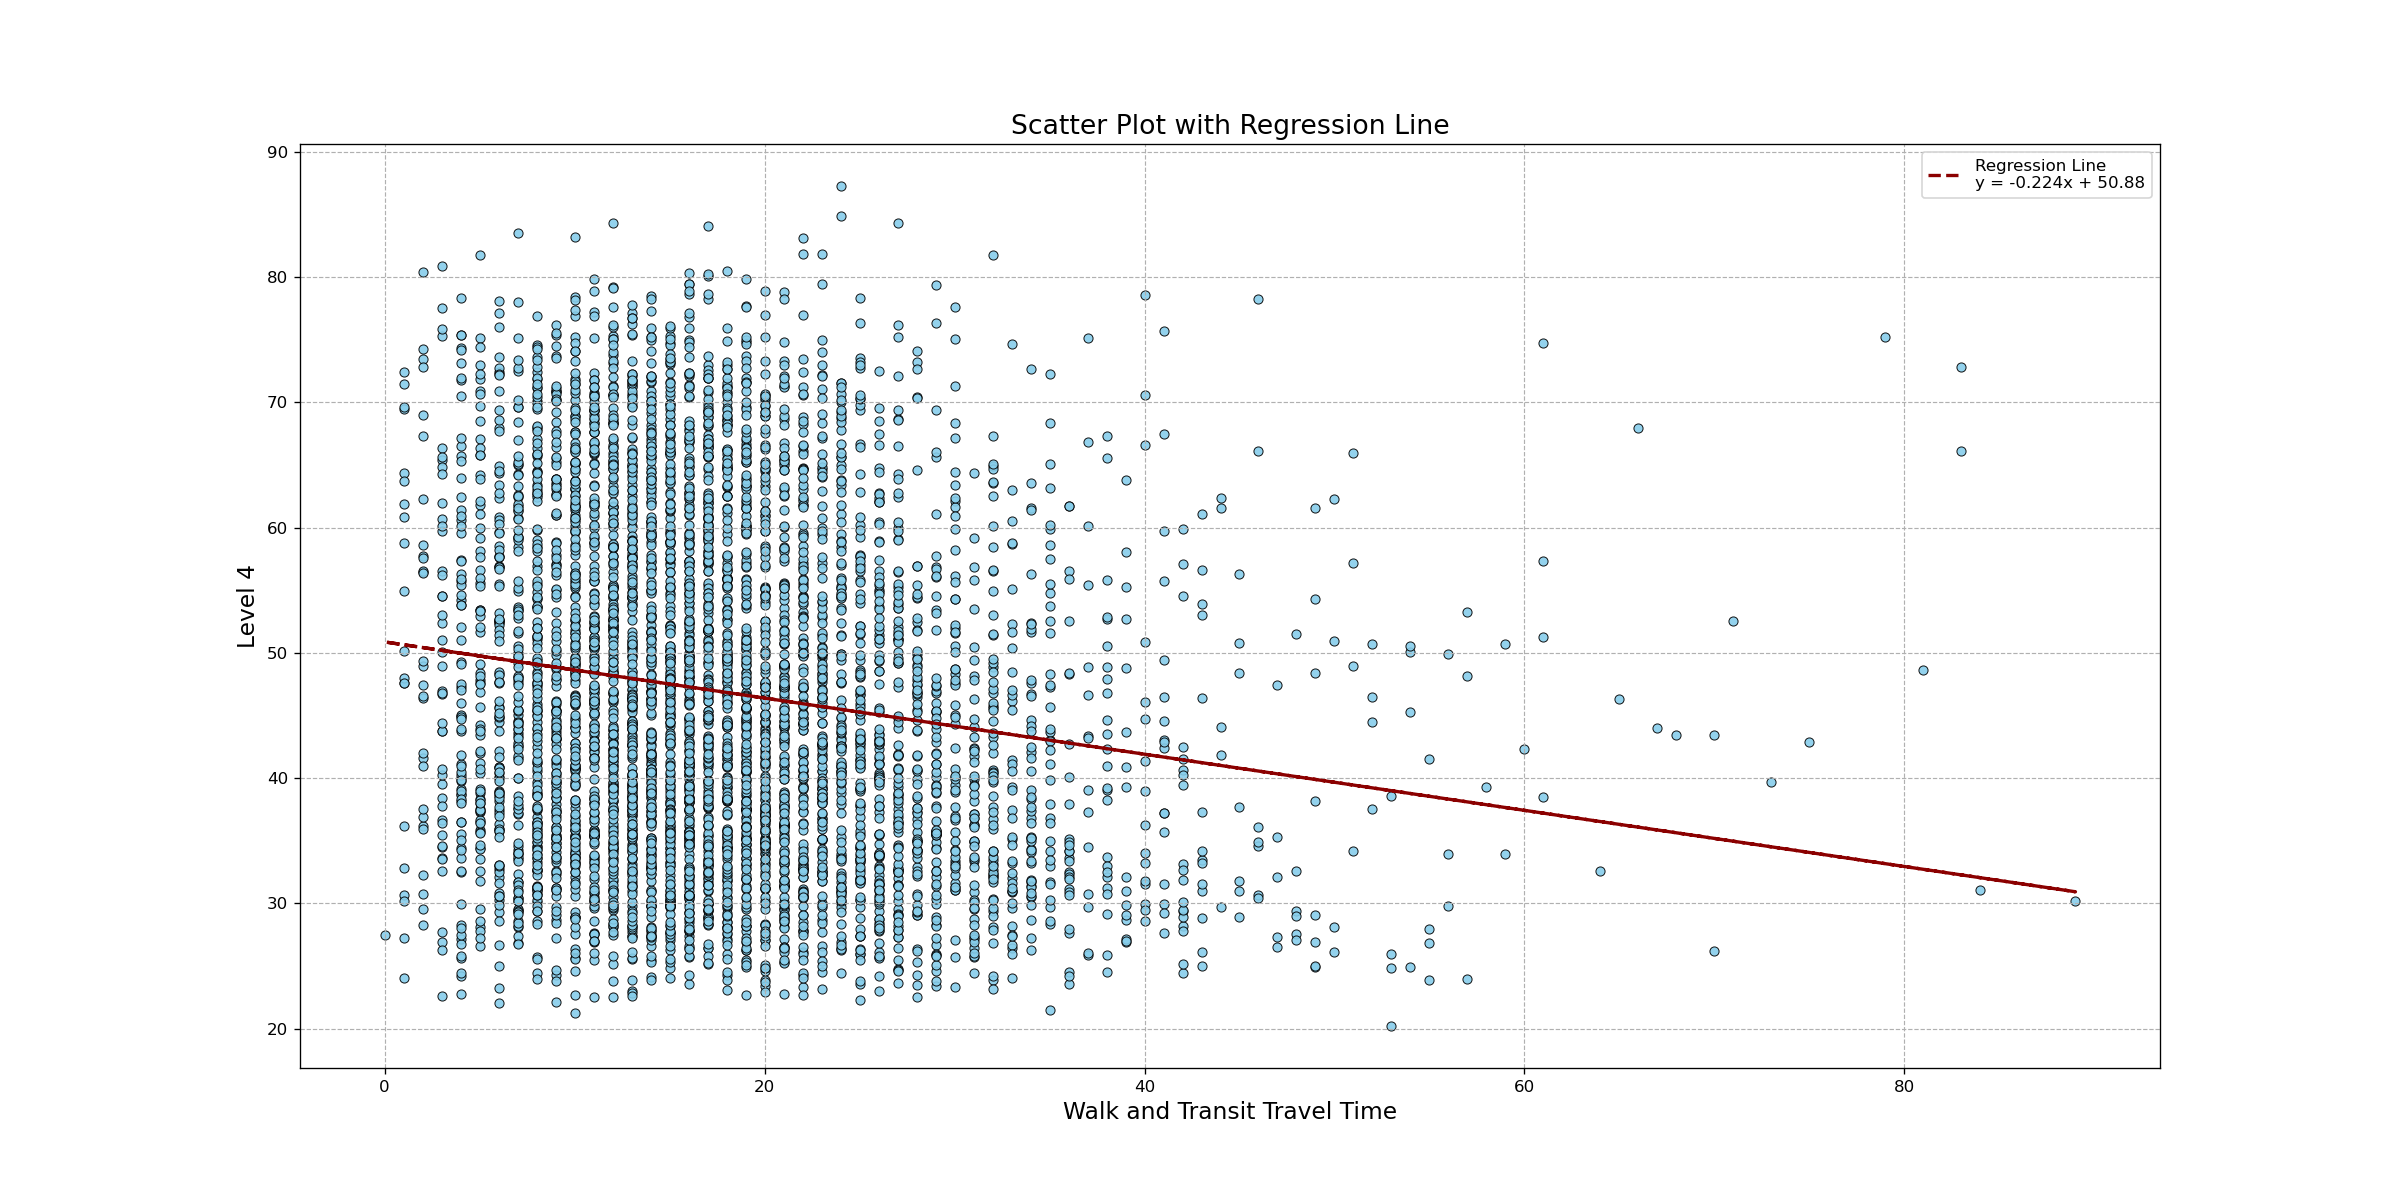 Scatter Plot with Regression Line
Regression Line
y = -0.224x + 50.88
90
80
70
60
50
40
30
20
Level 4
0
20
40
60
80
Walk and Transit Travel Time